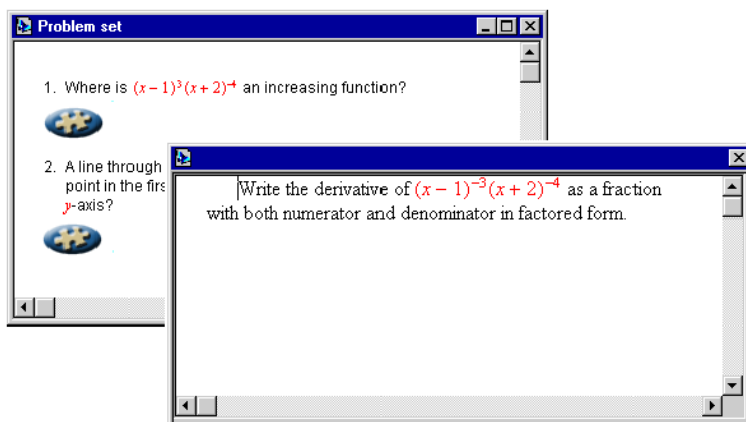 Problem set
1. Where is (x – 1)³ (x + 2)⁻⁴ an increasing function?
2. A line through
point in the firs
y-axis?
Write the derivative of (x – 1)⁻³(x + 2)⁻⁴ as a fraction
with both numerator and denominator in factored form.